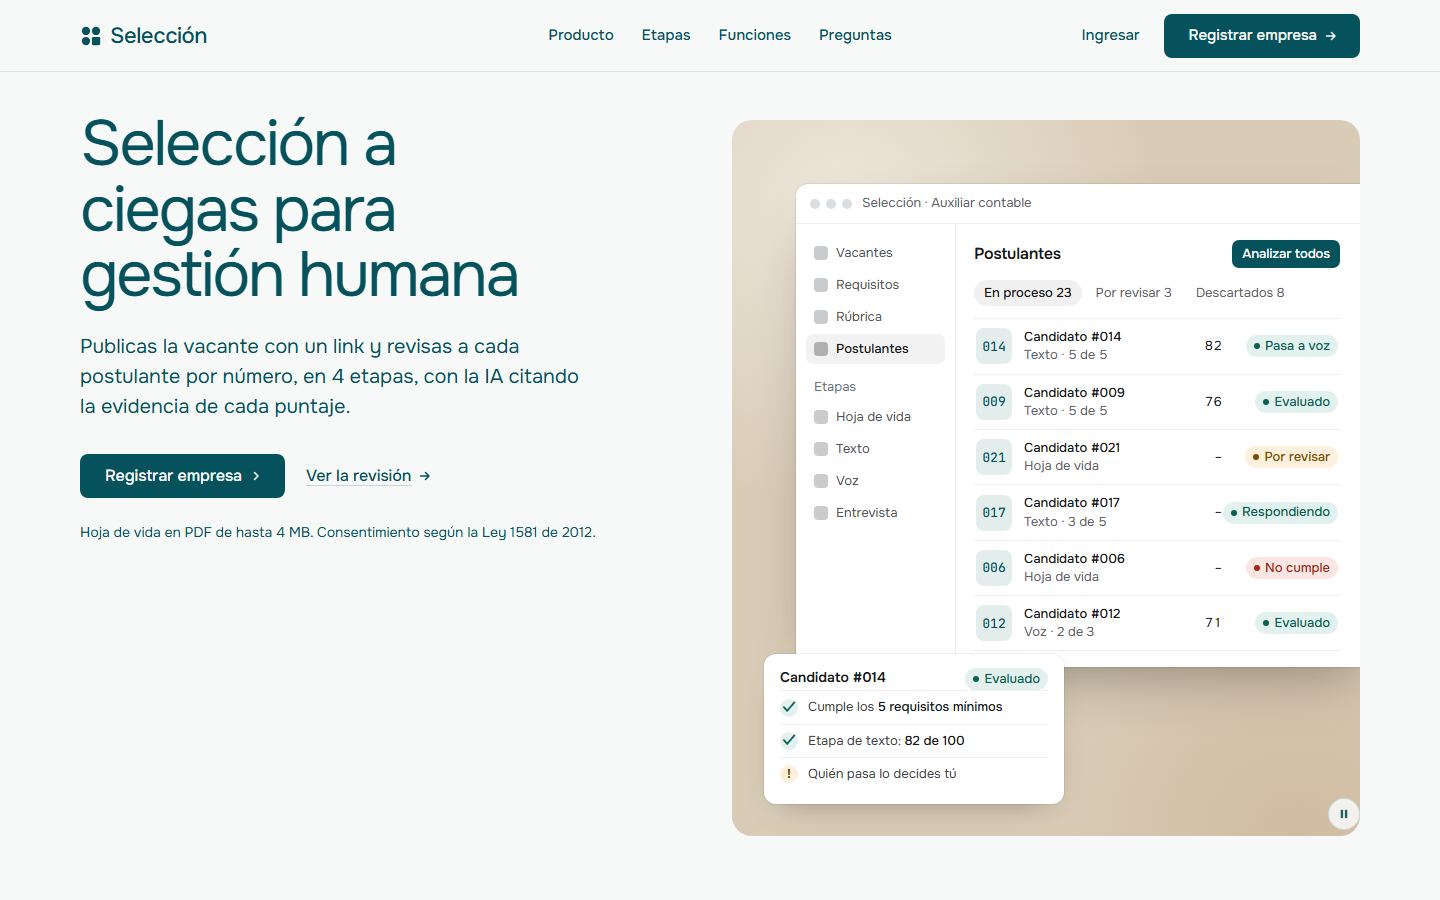 Selección
Producto Etapas Funciones Preguntas
Ingresar
Registrar empresa →
Selección a
ciegas para
gestión humana
Publicas la vacante con un link y revisas a cada
postulante por número, en 4 etapas, con la IA citando
la evidencia de cada puntaje.
Registrar empresa ›
Ver la revisión →
Hoja de vida en PDF de hasta 4 MB. Consentimiento según la Ley 1581 de 2012.
Selección · Auxiliar contable
Vacantes
Requisitos
Rúbrica
Postulantes
Etapas
Hoja de vida
Texto
Voz
Entrevista
Postulantes
Analizar todos
En proceso 23 Por revisar 3 Descartados 8
014 Candidato #014 82 Pasa a voz
Texto · 5 de 5
009 Candidato #009 76 Evaluado
Texto · 5 de 5
021 Candidato #021 – Por revisar
Hoja de vida
017 Candidato #017 – Respondiendo
Texto · 3 de 5
006 Candidato #006 – No cumple
Hoja de vida
012 Candidato #012 71 Evaluado
Voz · 2 de 3
Candidato #014 Evaluado
Cumple los 5 requisitos mínimos
Etapa de texto: 82 de 100
! Quién pasa lo decides tú